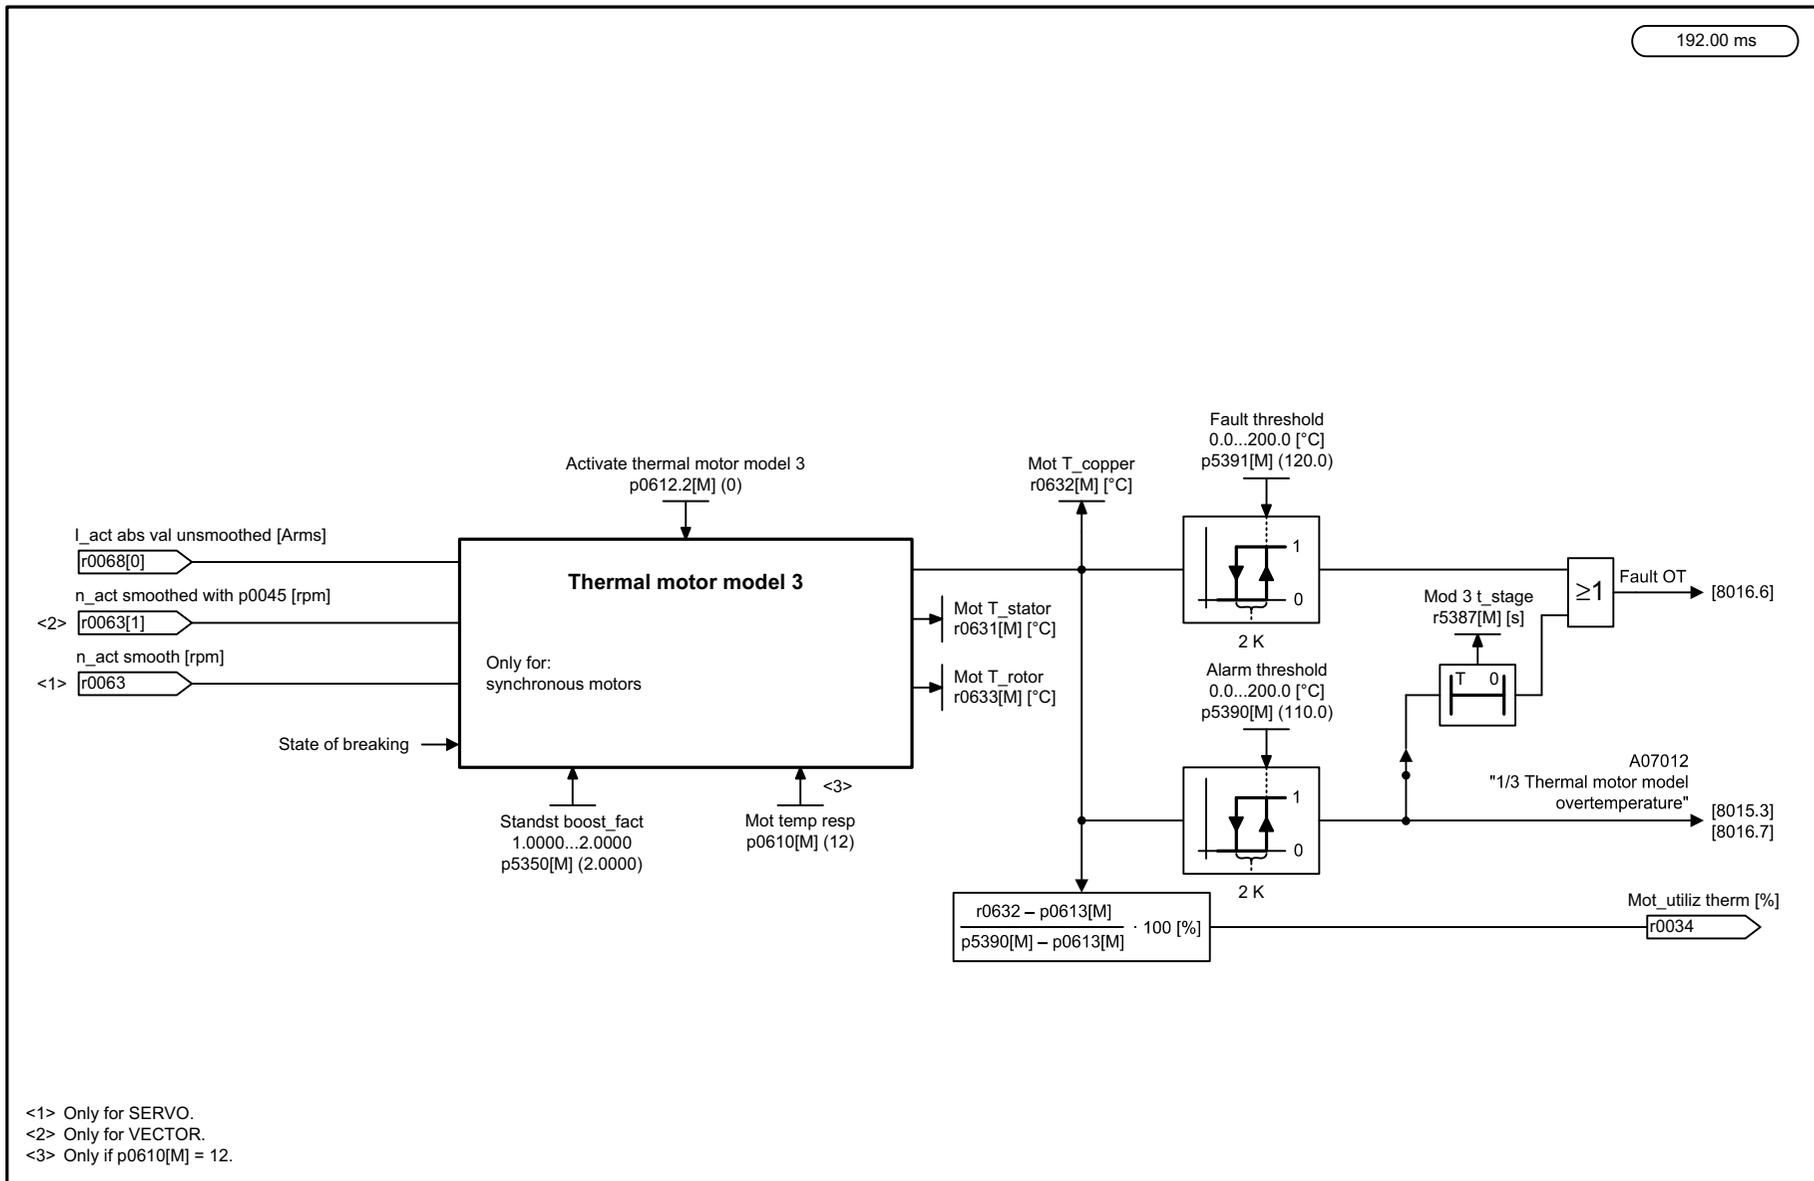 192.00 ms
Fault threshold
0.0...200.0 [°C]
p5391[M] (120.0)
Activate thermal motor model 3
p0612.2[M] (0)
Mot T_copper
r0632[M] [°C]
I_act abs val unsmoothed [Arms]
r0068[0]
n_act smoothed with p0045 [rpm]
<2>
r0063[1]
n_act smooth [rpm]
<1>
r0063
State of breaking
Thermal motor model 3
Only for:
synchronous motors
Mot T_stator
r0631[M] [°C]
Mot T_rotor
r0633[M] [°C]
1
0
2 K
Alarm threshold
0.0...200.0 [°C]
p5390[M] (110.0)
Mod 3 t_stage
r5387[M] [s]
T 0
≥1
Fault OT
[8016.6]
A07012
"1/3 Thermal motor model
overtemperature"
[8015.3]
[8016.7]
1
0
2 K
<3>
Standst boost_fact
1.0000...2.0000
p5350[M] (2.0000)
Mot temp resp
p0610[M] (12)
r0632 – p0613[M]
p5390[M] – p0613[M]
· 100 [%]
Mot_utiliz therm [%]
r0034
<1> Only for SERVO.
<2> Only for VECTOR.
<3> Only if p0610[M] = 12.